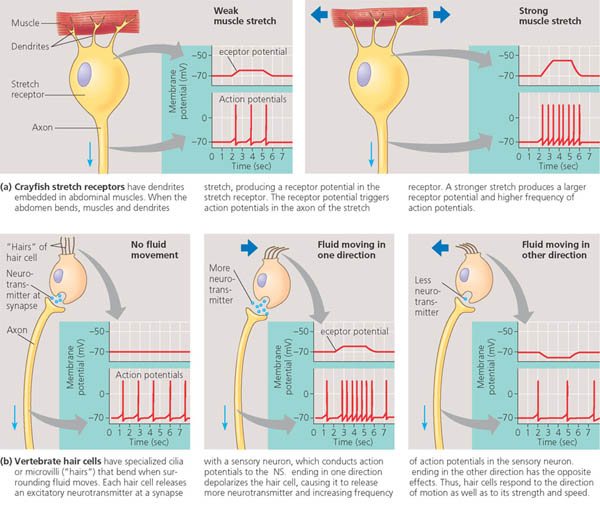 Muscle
Dendrites
Stretch
receptor
Axon
Weak
muscle stretch
Membrane
potential (mV)
–50
–70
eceptor potential
Action potentials
0
–70
0 1 2 3 4 5 6 7
Time (sec)
Strong
muscle stretch
–50
–70
0
–70
0 1 2 3 4 5 6 7
Time (sec)
(a) Crayfish stretch receptors have dendrites
embedded in abdominal muscles. When the
abdomen bends, muscles and dendrites
stretch, producing a receptor potential in the
stretch receptor. The receptor potential triggers
action potentials in the axon of the stretch
receptor. A stronger stretch produces a larger
receptor potential and higher frequency of
action potentials.
"Hairs" of
hair cell
Neuro-
trans-
mitter at
synapse
Axon
No fluid
movement
Membrane
potential (mV)
–50
–70
Action potentials
0
–70
0 1 2 3 4 5 6 7
Time (sec)
Fluid moving in
one direction
More
neuro-
trans-
mitter
Membrane
potential (mV)
–50
–70
eceptor potential
0
–70
0 1 2 3 4 5 6 7
Time (sec)
Fluid moving in
other direction
Less
neuro-
trans-
mitter
Membrane
potential (mV)
–50
–70
0
–70
0 1 2 3 4 5 6 7
Time (sec)
(b) Vertebrate hair cells have specialized cilia
or microvilli ("hairs") that bend when sur-
rounding fluid moves. Each hair cell releases
an excitatory neurotransmitter at a synapse
with a sensory neuron, which conducts action
potentials to the NS. ending in one direction
depolarizes the hair cell, causing it to release
more neurotransmitter and increasing frequency
of action potentials in the sensory neuron.
ending in the other direction has the opposite
effects. Thus, hair cells respond to the direction
of motion as well as to its strength and speed.